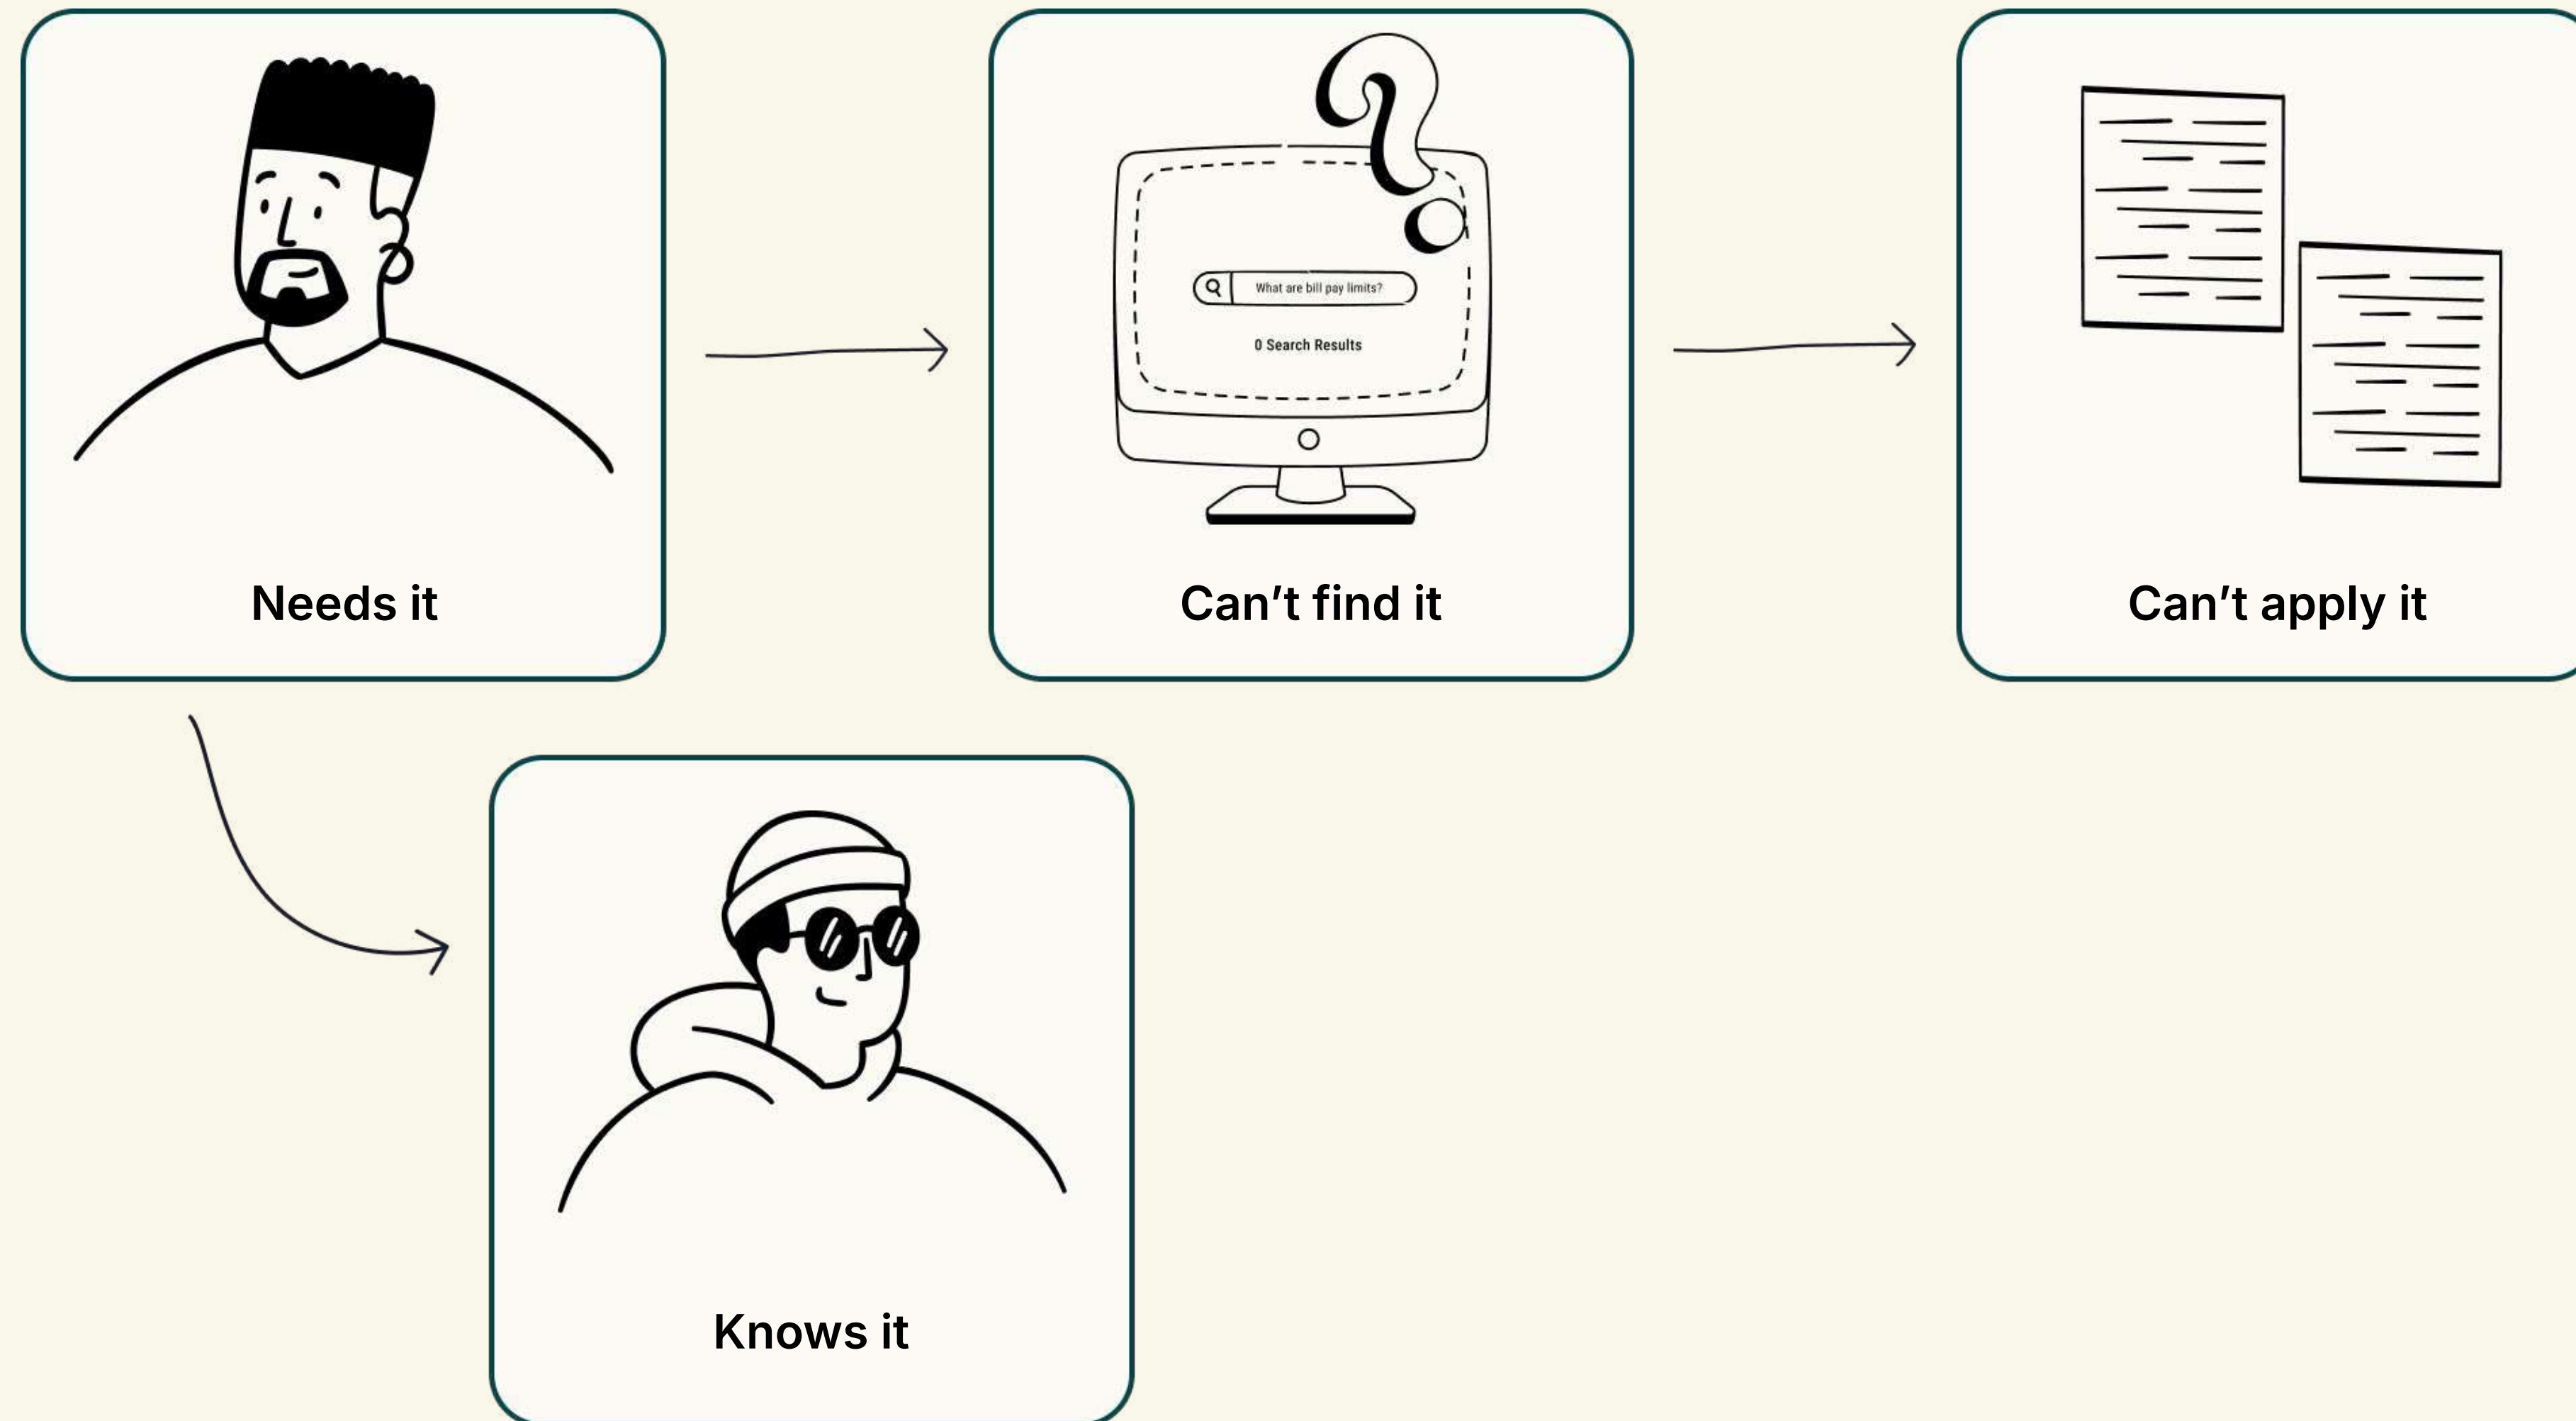 What are bill pay limits?
0 Search Results
Needs it
Can’t find it
Can’t apply it
Knows it